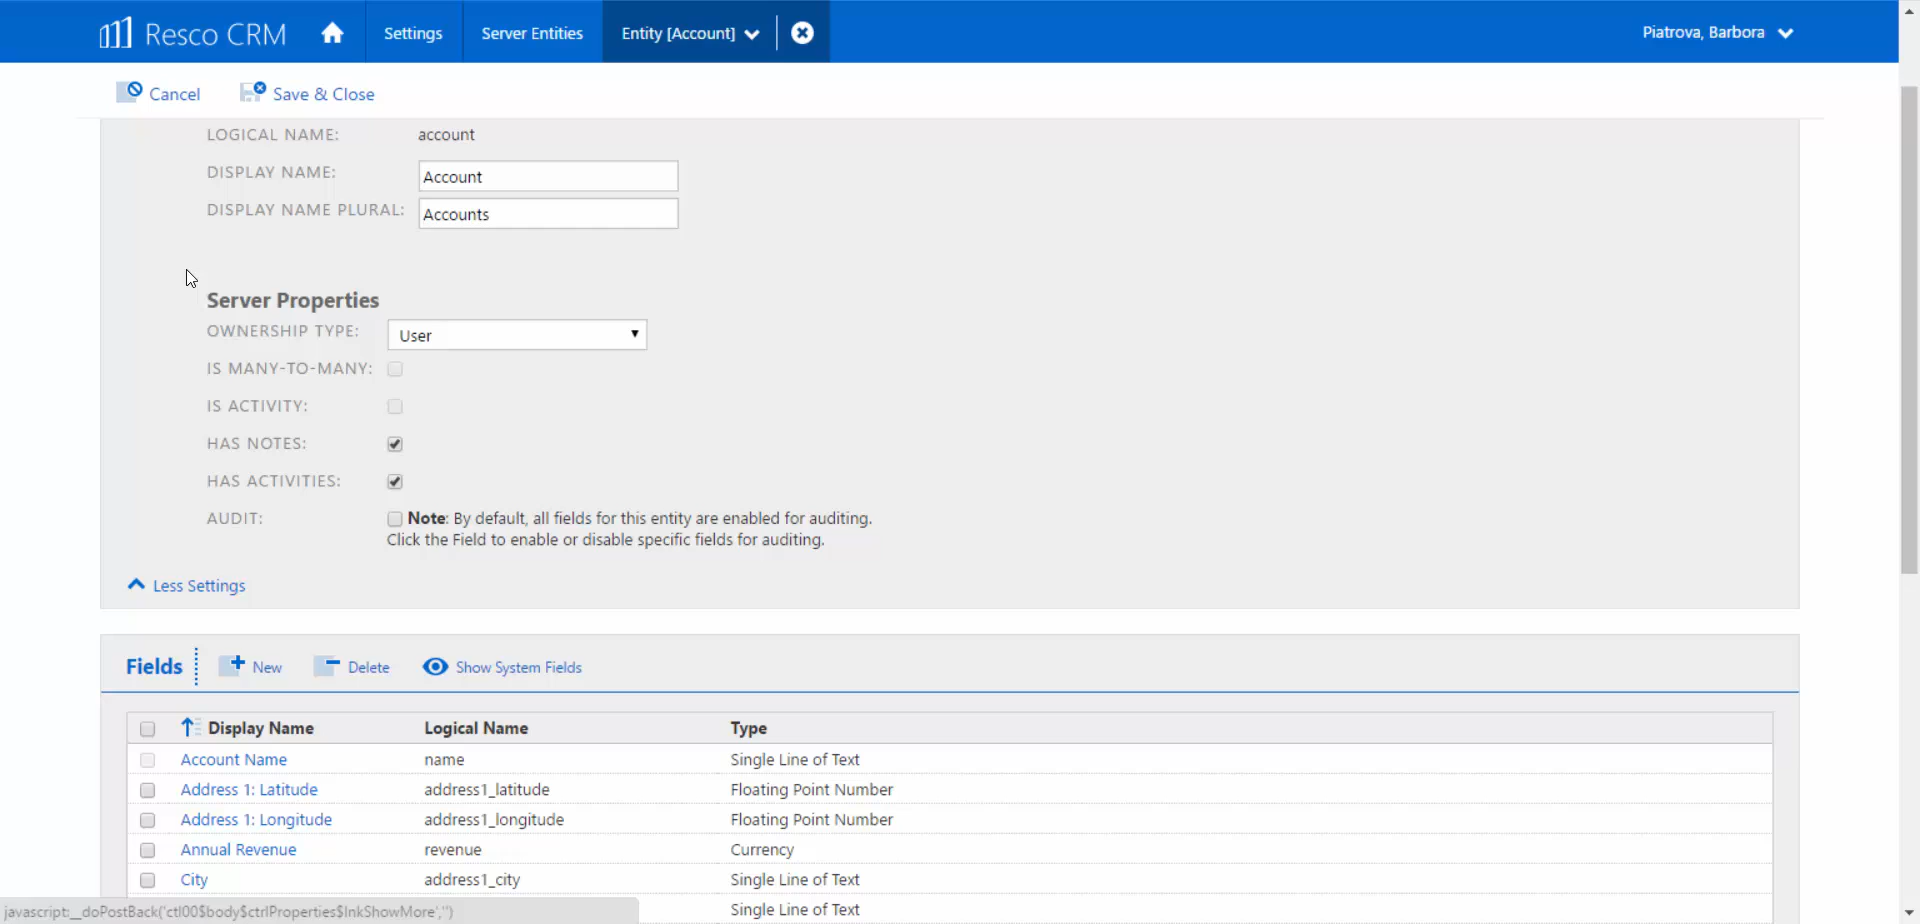 Resco CRM
Settings
Server Entities
Entity [Account]
Piatrova, Barbora
Cancel
Save & Close
LOGICAL NAME: account
DISPLAY NAME: Account
DISPLAY NAME PLURAL: Accounts
Server Properties
OWNERSHIP TYPE: User
IS MANY-TO-MANY:
IS ACTIVITY:
HAS NOTES:
HAS ACTIVITIES:
AUDIT: Note: By default, all fields for this entity are enabled for auditing.
Click the Field to enable or disable specific fields for auditing.
Less Settings
Fields New Delete Show System Fields
Display Name Logical Name Type
Account Name name Single Line of Text
Address 1: Latitude address1_latitude Floating Point Number
Address 1: Longitude address1_longitude Floating Point Number
Annual Revenue revenue Currency
City address1_city Single Line of Text
Single Line of Text
javascript:__doPostBack('ctl00$body$ctrlProperties$lnkShowMore','')